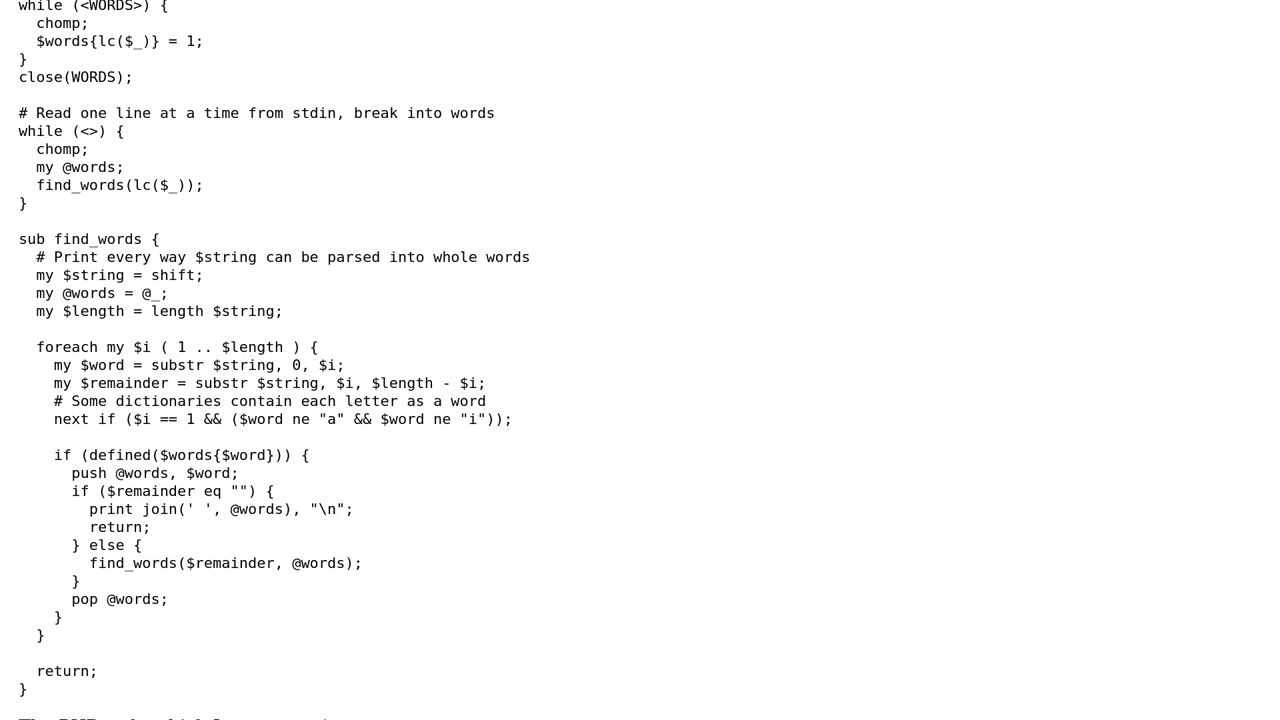 while (<WORDS>) {
  chomp;
  $words{lc($_)} = 1;
}
close(WORDS);

# Read one line at a time from stdin, break into words
while (<>) {
  chomp;
  my @words;
  find_words(lc($_));
}

sub find_words {
  # Print every way $string can be parsed into whole words
  my $string = shift;
  my @words = @_;
  my $length = length $string;

  foreach my $i ( 1 .. $length ) {
    my $word = substr $string, 0, $i;
    my $remainder = substr $string, $i, $length - $i;
    # Some dictionaries contain each letter as a word
    next if ($i == 1 && ($word ne "a" && $word ne "i"));

    if (defined($words{$word})) {
      push @words, $word;
      if ($remainder eq "") {
        print join(' ', @words), "\n";
        return;
      } else {
        find_words($remainder, @words);
      }
      pop @words;
    }
  }

  return;
}